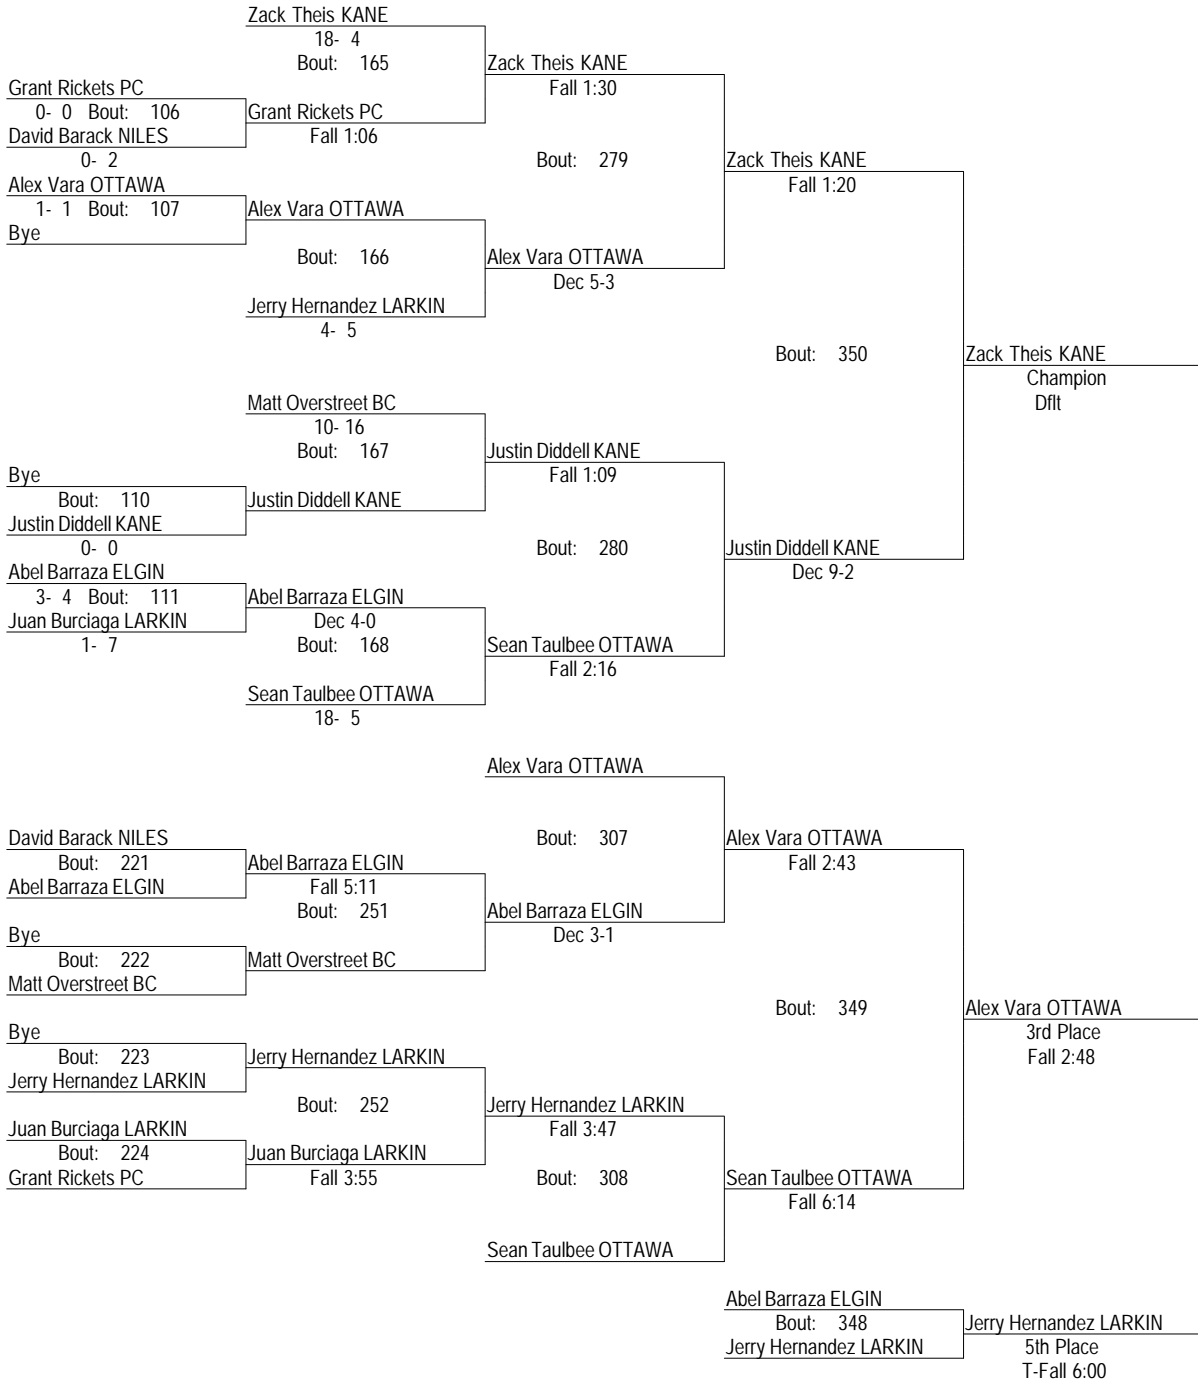 Zack Theis KANE
18- 4
Bout: 165
Zack Theis KANE
Fall 1:30
Grant Rickets PC
0- 0 Bout: 106
Grant Rickets PC
Fall 1:06
David Barack NILES
0- 2
Bout: 279
Zack Theis KANE
Fall 1:20
Alex Vara OTTAWA
1- 1 Bout: 107
Alex Vara OTTAWA
Bye
Bout: 166
Alex Vara OTTAWA
Dec 5-3
Jerry Hernandez LARKIN
4- 5
Bout: 350
Zack Theis KANE
Champion
Dflt
Matt Overstreet BC
10- 16
Bout: 167
Justin Diddell KANE
Fall 1:09
Bye
Bout: 110
Justin Diddell KANE
Justin Diddell KANE
0- 0
Bout: 280
Justin Diddell KANE
Dec 9-2
Abel Barraza ELGIN
3- 4 Bout: 111
Abel Barraza ELGIN
Dec 4-0
Juan Burciaga LARKIN
1- 7
Bout: 168
Sean Taulbee OTTAWA
Fall 2:16
Sean Taulbee OTTAWA
18- 5
Alex Vara OTTAWA
Bout: 307
Alex Vara OTTAWA
Fall 2:43
David Barack NILES
Bout: 221
Abel Barraza ELGIN
Fall 5:11
Abel Barraza ELGIN
Bout: 251
Abel Barraza ELGIN
Dec 3-1
Bye
Bout: 222
Matt Overstreet BC
Matt Overstreet BC
Bout: 349
Alex Vara OTTAWA
3rd Place
Fall 2:48
Bye
Bout: 223
Jerry Hernandez LARKIN
Jerry Hernandez LARKIN
Bout: 252
Jerry Hernandez LARKIN
Fall 3:47
Juan Burciaga LARKIN
Bout: 224
Juan Burciaga LARKIN
Fall 3:55
Grant Rickets PC
Bout: 308
Sean Taulbee OTTAWA
Fall 6:14
Sean Taulbee OTTAWA
Abel Barraza ELGIN
Bout: 348
Jerry Hernandez LARKIN
Jerry Hernandez LARKIN
5th Place
T-Fall 6:00